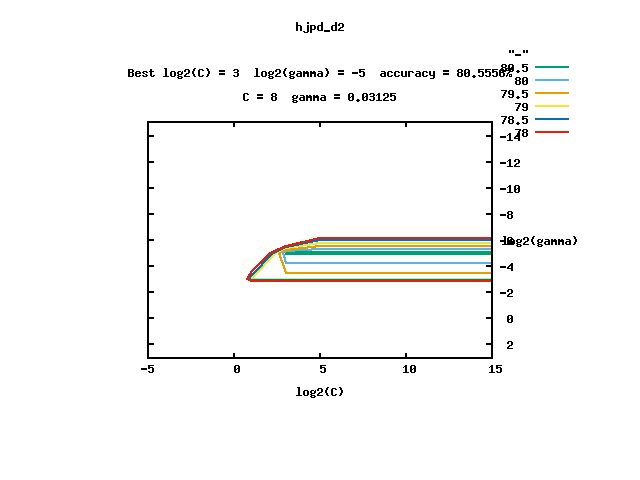 hjpd_d2
"-"
Best log2(C) = 3  log2(gamma) = -5  accuracy = 80.5556%
80.5
80
C = 8  gamma = 0.03125
79.5
79
78.5
78
-14
-12
-10
-8
-6
log2(gamma)
-4
-2
0
2
-5 0 5 10 15
log2(C)